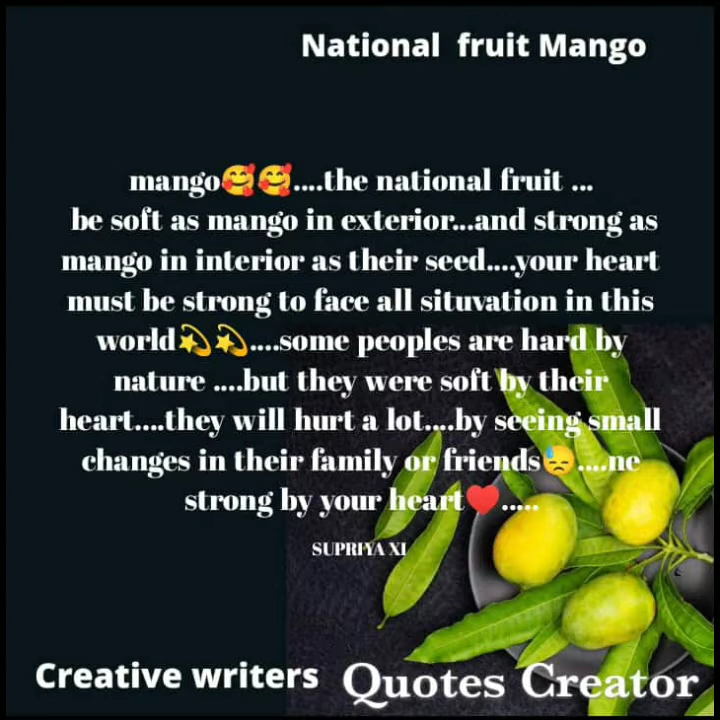 National fruit Mango
mango🥰🥰....the national fruit ...
be soft as mango in exterior...and strong as
mango in interior as their seed....your heart
must be strong to face all situvation in this
world💫💫....some peoples are hard by
nature ....but they were soft by their
heart....they will hurt a lot....by seeing small
changes in their family or friends😓....ne
strong by your heart♥️.....
SUPRIYA XI
Creative writers Quotes Creator